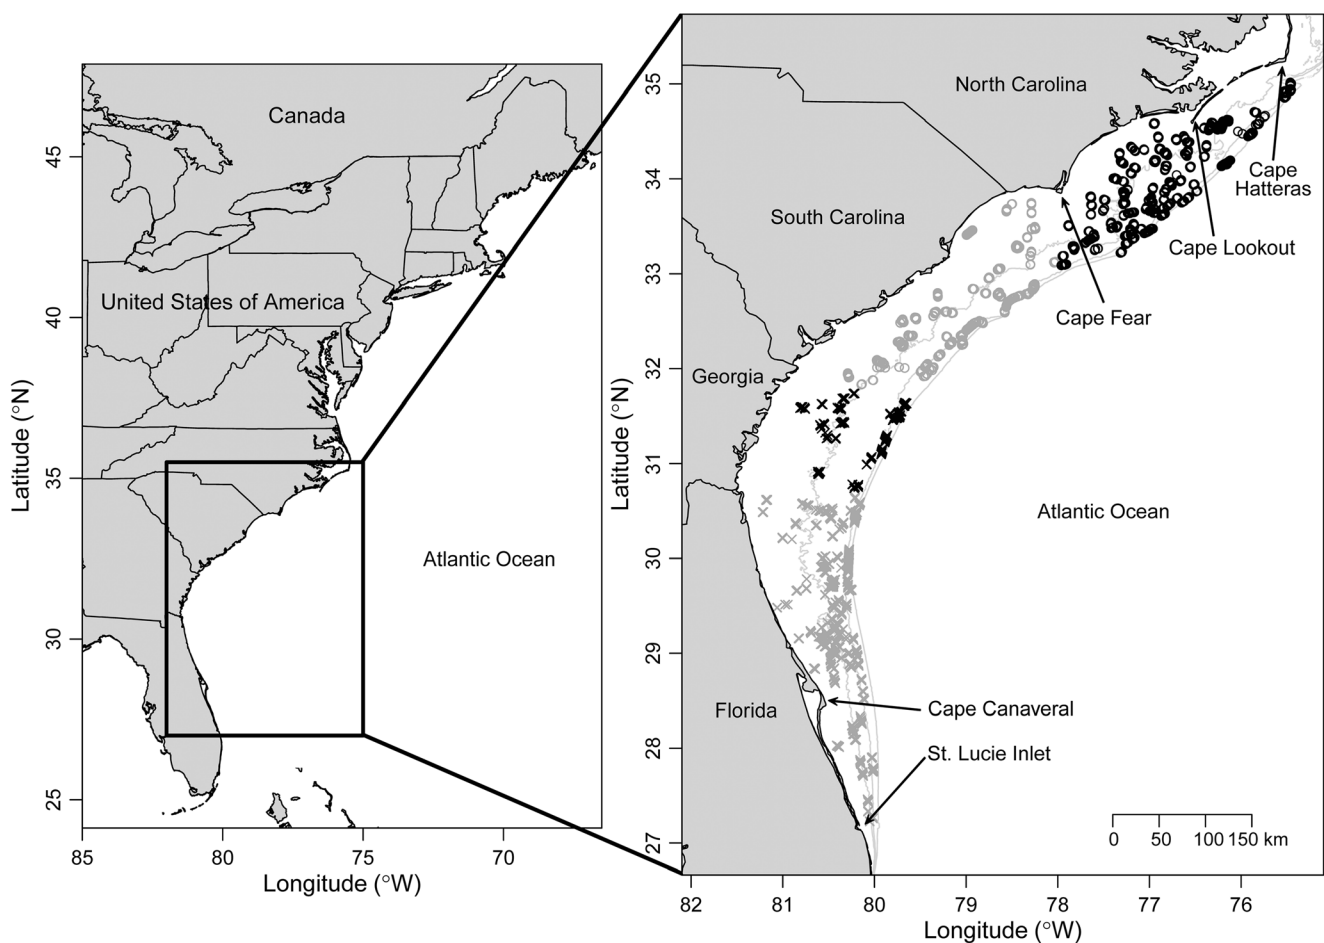 Canada
United States of America
Atlantic Ocean
45
40
35
30
25
85
80
75
70
Latitude (°N)
Longitude (°W)
North Carolina
South Carolina
Georgia
Florida
Cape
Hatteras
Cape Lookout
Cape Fear
Atlantic Ocean
Cape Canaveral
St. Lucie Inlet
0 50 100 150 km
35
34
33
32
31
30
29
28
27
82
81
80
79
78
77
76
Latitude (°N)
Longitude (°W)